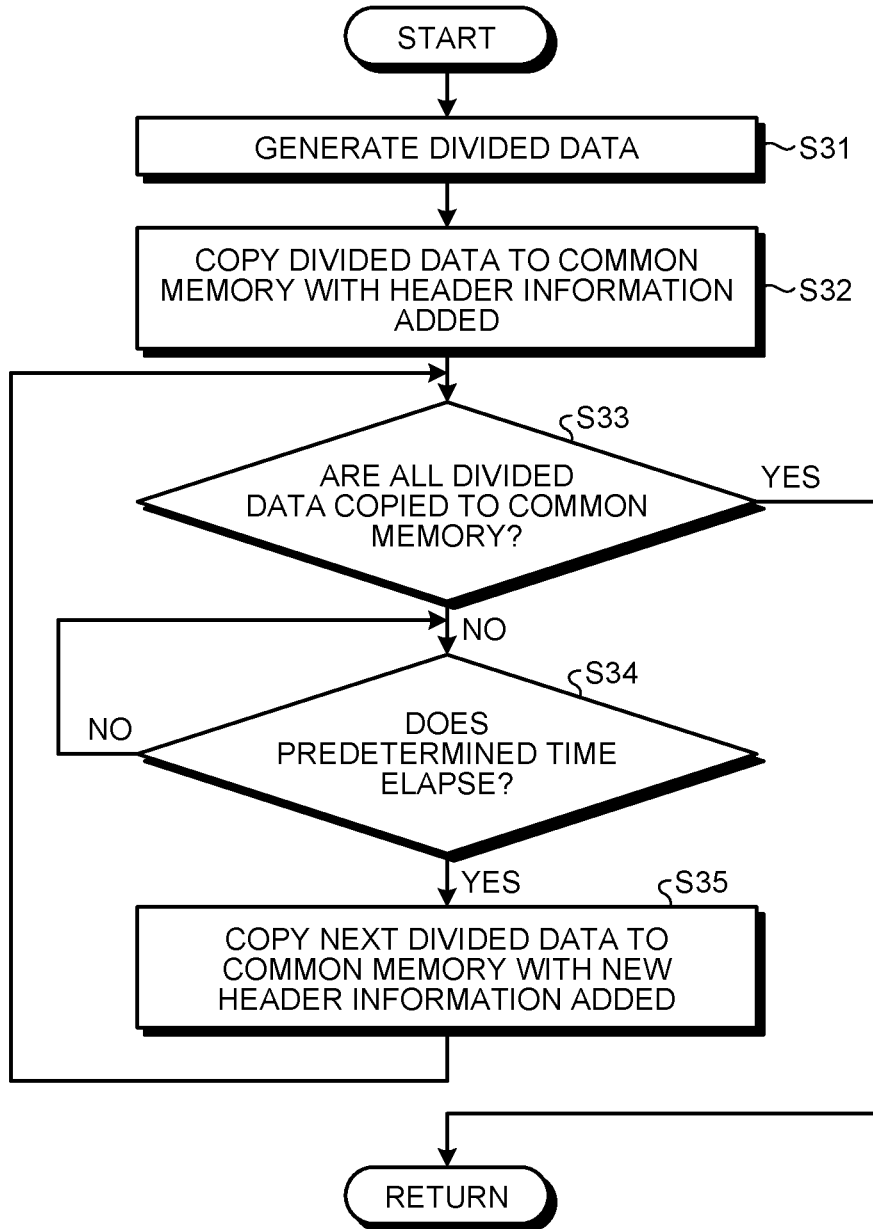 START
GENERATE DIVIDED DATA
S31
COPY DIVIDED DATA TO COMMON
MEMORY WITH HEADER INFORMATION
ADDED
S32
S33
ARE ALL DIVIDED
DATA COPIED TO COMMON
MEMORY?
YES
NO
S34
DOES
PREDETERMINED TIME
ELAPSE?
NO
YES
S35
COPY NEXT DIVIDED DATA TO
COMMON MEMORY WITH NEW
HEADER INFORMATION ADDED
RETURN